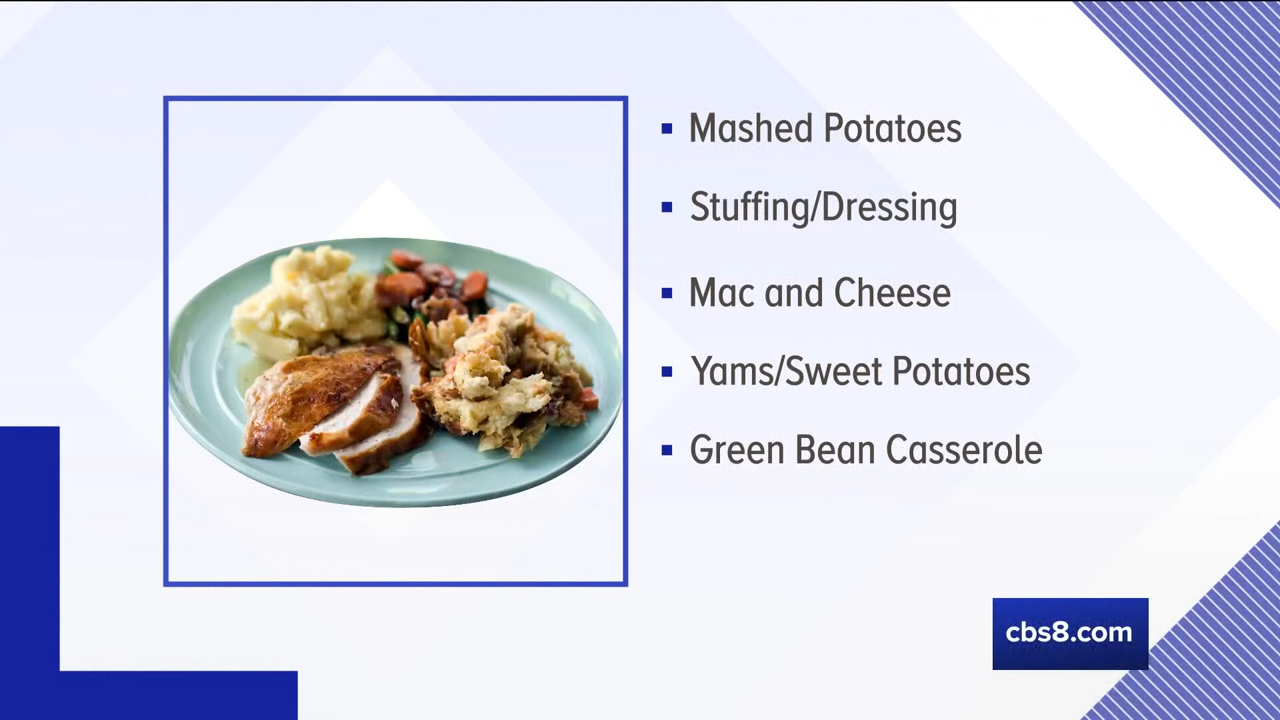 Mashed Potatoes
Stuffing/Dressing
Mac and Cheese
Yams/Sweet Potatoes
Green Bean Casserole
cbs8.com